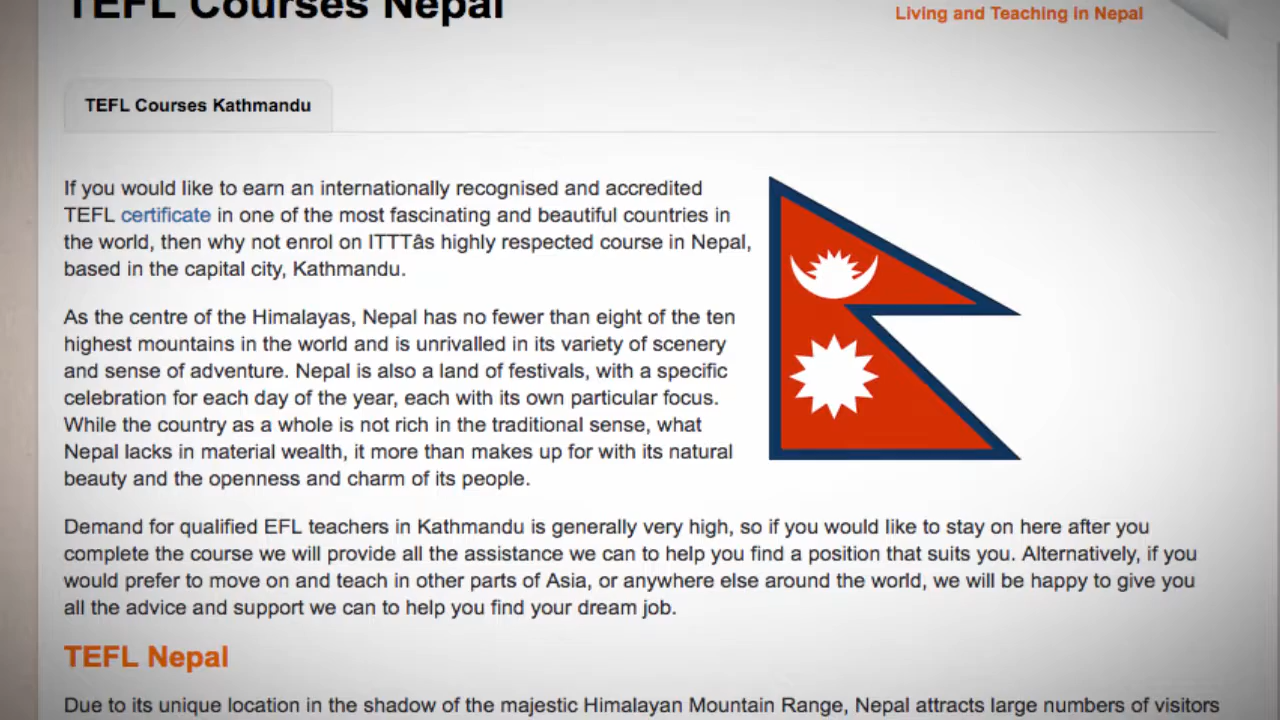 TEFL Courses Nepal
Living and Teaching in Nepal
TEFL Courses Kathmandu
If you would like to earn an internationally recognised and accredited
TEFL certificate in one of the most fascinating and beautiful countries in
the world, then why not enrol on ITTTâs highly respected course in Nepal,
based in the capital city, Kathmandu.
As the centre of the Himalayas, Nepal has no fewer than eight of the ten
highest mountains in the world and is unrivalled in its variety of scenery
and sense of adventure. Nepal is also a land of festivals, with a specific
celebration for each day of the year, each with its own particular focus.
While the country as a whole is not rich in the traditional sense, what
Nepal lacks in material wealth, it more than makes up for with its natural
beauty and the openness and charm of its people.
Demand for qualified EFL teachers in Kathmandu is generally very high, so if you would like to stay on here after you
complete the course we will provide all the assistance we can to help you find a position that suits you. Alternatively, if you
would prefer to move on and teach in other parts of Asia, or anywhere else around the world, we will be happy to give you
all the advice and support we can to help you find your dream job.
TEFL Nepal
Due to its unique location in the shadow of the majestic Himalayan Mountain Range, Nepal attracts large numbers of visitors